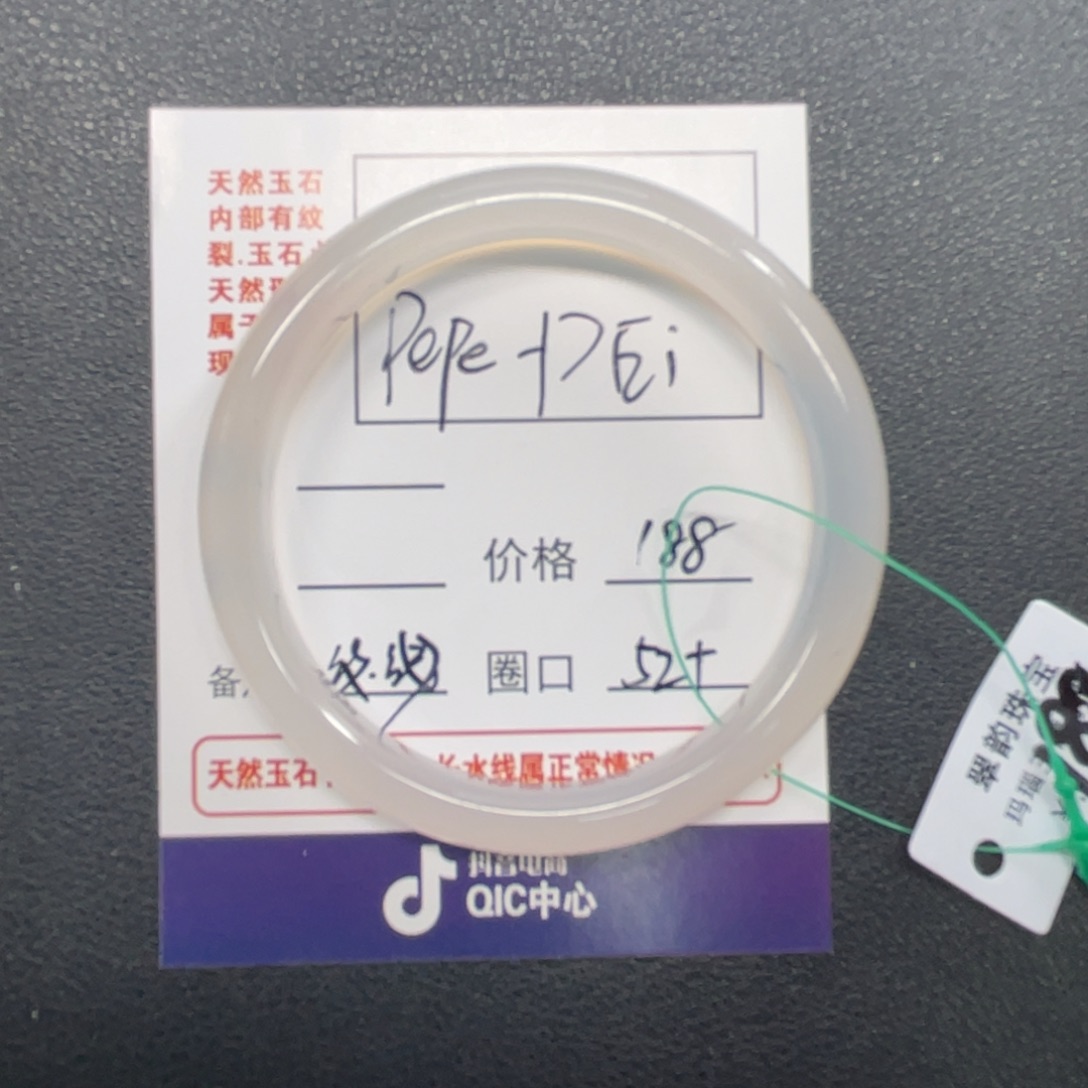 天然玉石
内部有纹
裂.玉石
天然
属于
现
价格 188
备 圈口 52+
天然玉石 长水线属正常情况
抖音电商
QIC中心
翠韵珠宝
玛瑙